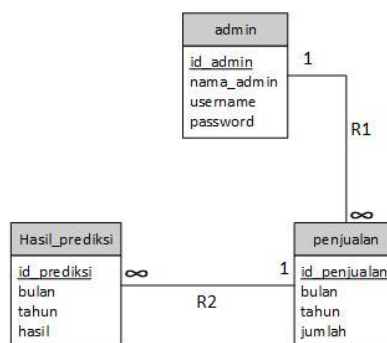 admin
id_admin
nama_admin
username
password
1
R1
∞
Hasil_prediksi
id_prediksi
bulan
tahun
hasil
∞
R2
1
penjualan
id_penjualan
bulan
tahun
jumlah